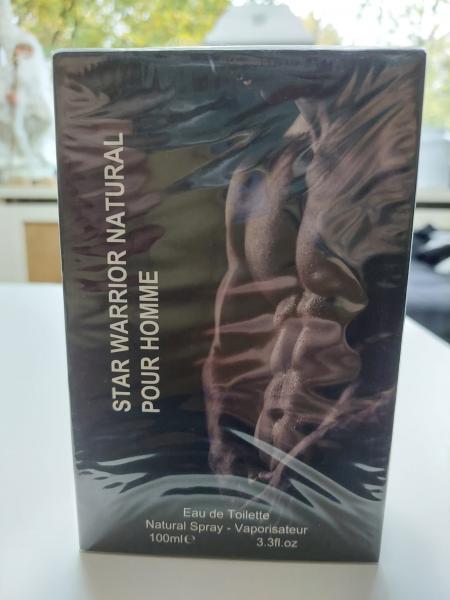 STAR WARRIOR NATURAL
POUR HOMME
Eau de Toilette
Natural Spray - Vaporisateur
100ml℮ 3.3fl.oz